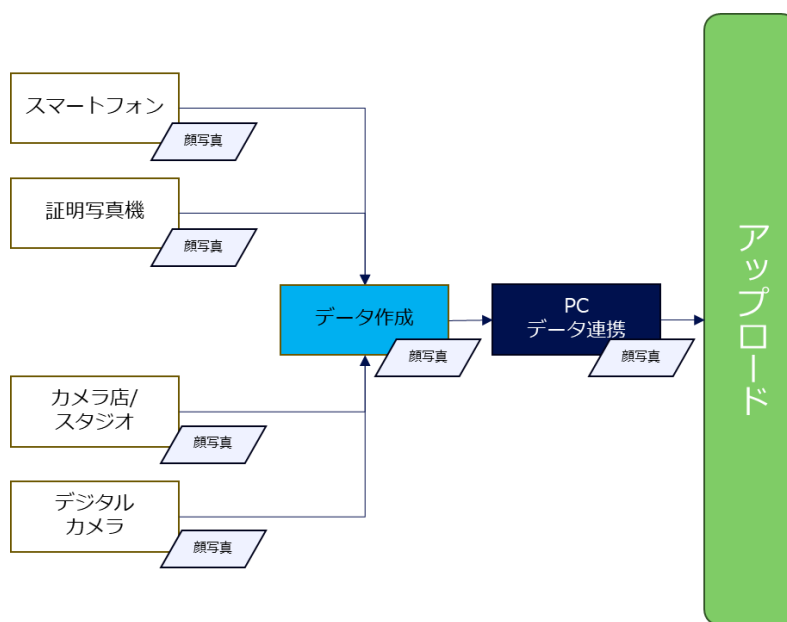 スマートフォン
顔写真
証明写真機
顔写真
データ作成
顔写真
PC
データ連携
顔写真
カメラ店/
スタジオ
顔写真
デジタル
カメラ
顔写真
アップロード